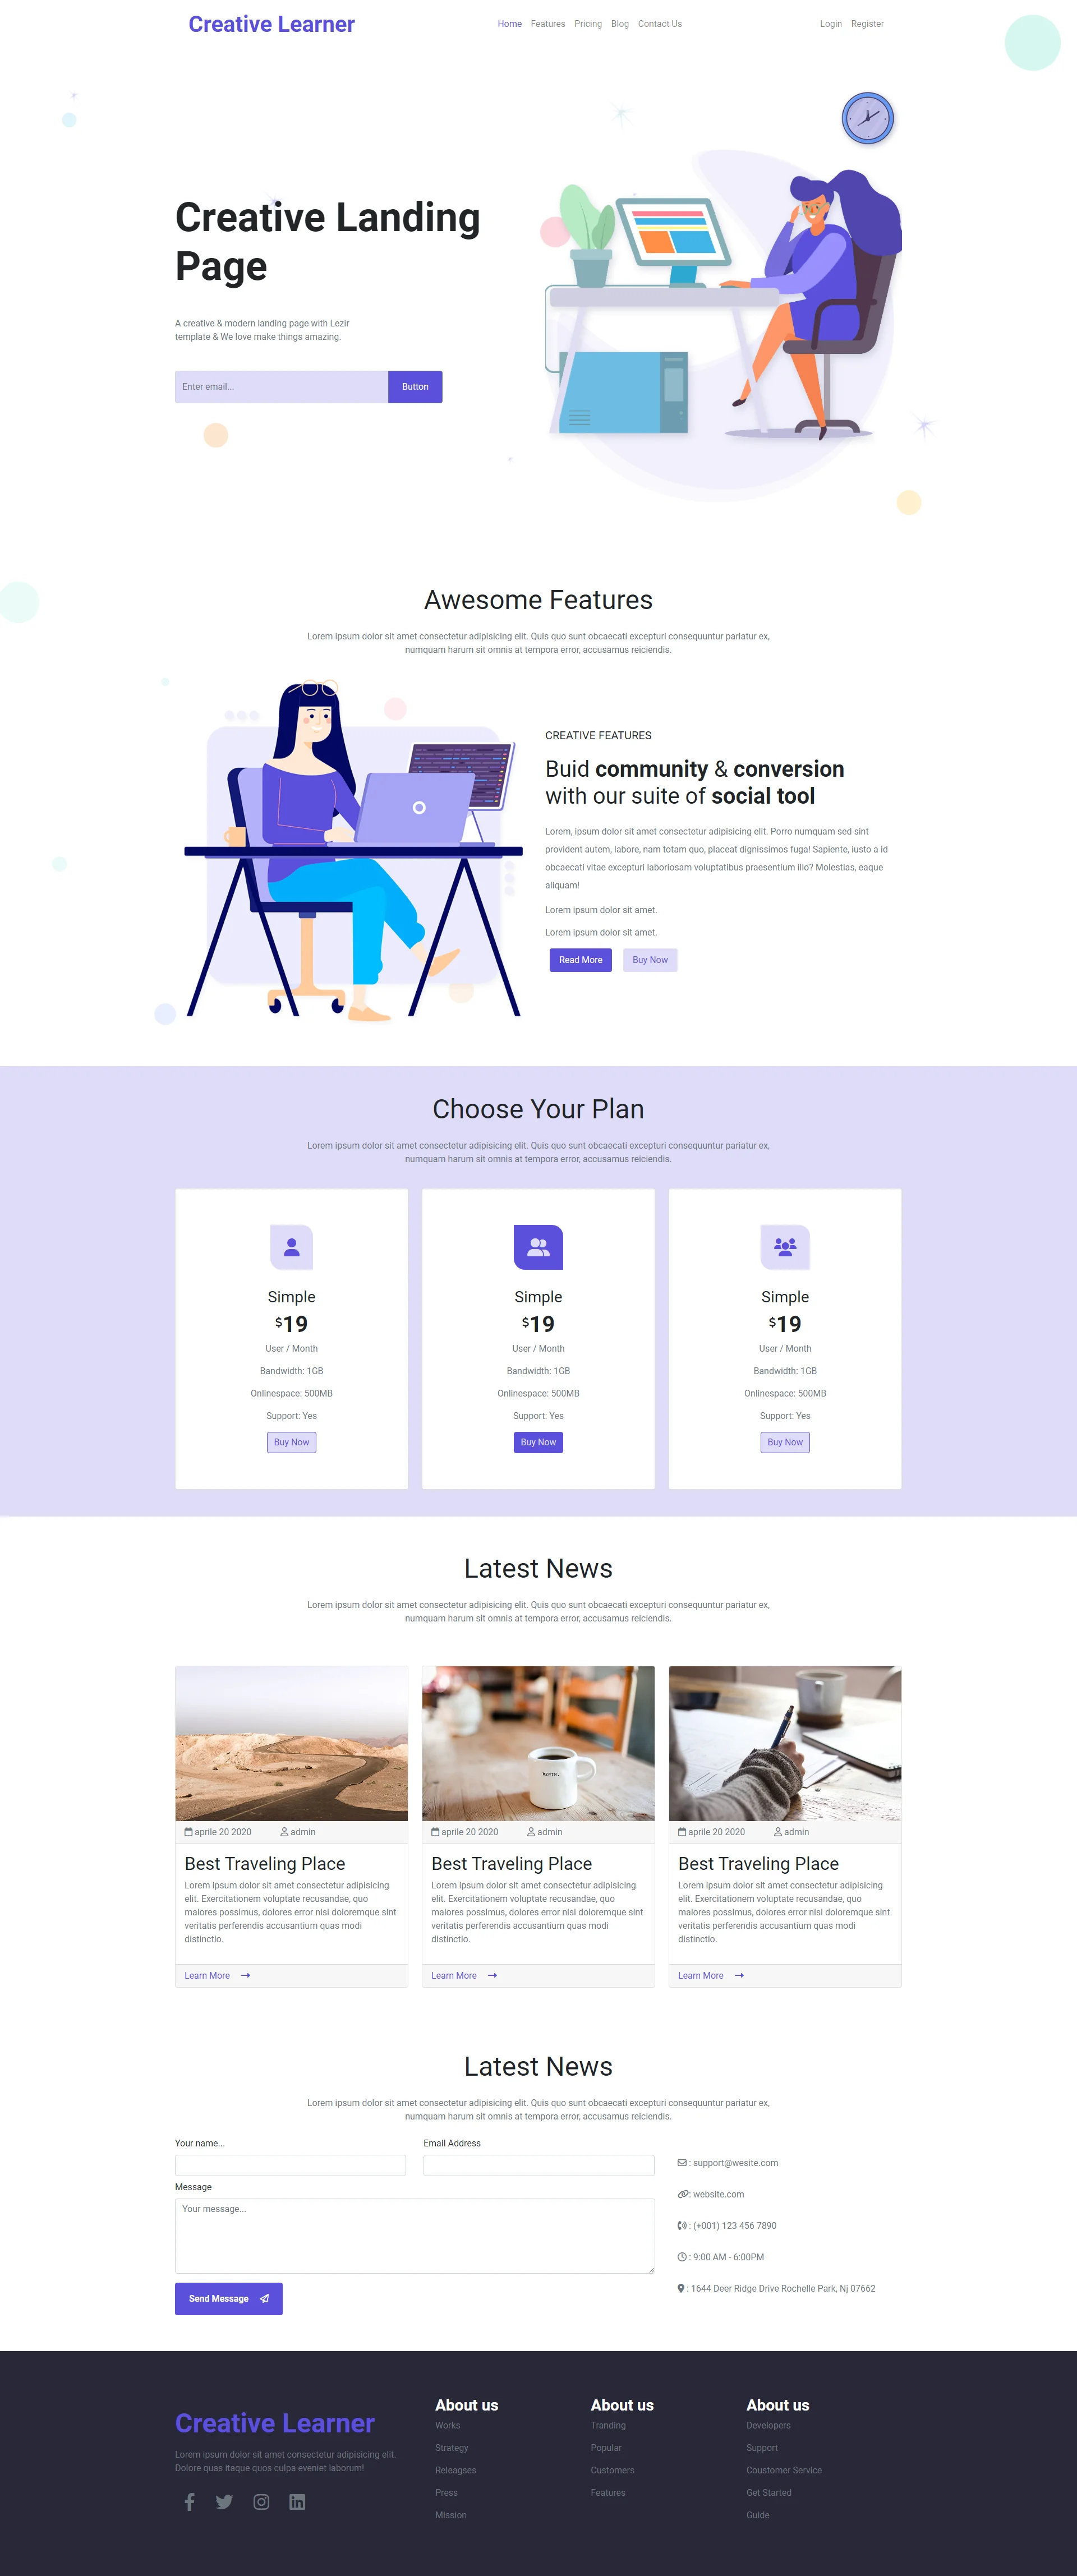 Creative Learner
Home Features Pricing Blog Contact Us
Login Register
Creative Landing
Page
A creative & modern landing page with Lezir
template & We love make things amazing.
Enter email...
Button
Awesome Features
Lorem ipsum dolor sit amet consectetur adipisicing elit. Quis quo sunt obcaecati excepturi consequuntur pariatur ex,
numquam harum sit omnis at tempora error, accusamus reiciendis.
CREATIVE FEATURES
Buid community & conversion
with our suite of social tool
Lorem, ipsum dolor sit amet consectetur adipisicing elit. Porro numquam sed sint
provident autem, labore, nam totam quo, placeat dignissimos fuga! Sapiente, iusto a id
obcaecati vitae excepturi laboriosam voluptatibus praesentium illo? Molestias, eaque
aliquam!
Lorem ipsum dolor sit amet.
Lorem ipsum dolor sit amet.
Read More
Buy Now
Choose Your Plan
Lorem ipsum dolor sit amet consectetur adipisicing elit. Quis quo sunt obcaecati excepturi consequuntur pariatur ex,
numquam harum sit omnis at tempora error, accusamus reiciendis.
Simple
$19
User / Month
Bandwidth: 1GB
Onlinespace: 500MB
Support: Yes
Buy Now
Simple
$19
User / Month
Bandwidth: 1GB
Onlinespace: 500MB
Support: Yes
Buy Now
Simple
$19
User / Month
Bandwidth: 1GB
Onlinespace: 500MB
Support: Yes
Buy Now
Latest News
Lorem ipsum dolor sit amet consectetur adipisicing elit. Quis quo sunt obcaecati excepturi consequuntur pariatur ex,
numquam harum sit omnis at tempora error, accusamus reiciendis.
aprile 20 2020 admin
Best Traveling Place
Lorem ipsum dolor sit amet consectetur adipisicing
elit. Exercitationem voluptate recusandae, quo
maiores possimus, dolores error nisi doloremque sint
veritatis perferendis accusantium quas modi
distinctio.
Learn More
aprile 20 2020 admin
Best Traveling Place
Lorem ipsum dolor sit amet consectetur adipisicing
elit. Exercitationem voluptate recusandae, quo
maiores possimus, dolores error nisi doloremque sint
veritatis perferendis accusantium quas modi
distinctio.
Learn More
aprile 20 2020 admin
Best Traveling Place
Lorem ipsum dolor sit amet consectetur adipisicing
elit. Exercitationem voluptate recusandae, quo
maiores possimus, dolores error nisi doloremque sint
veritatis perferendis accusantium quas modi
distinctio.
Learn More
Latest News
Lorem ipsum dolor sit amet consectetur adipisicing elit. Quis quo sunt obcaecati excepturi consequuntur pariatur ex,
numquam harum sit omnis at tempora error, accusamus reiciendis.
Your name...
Email Address
Message
Your message...
Send Message
: support@wesite.com
: website.com
: (+001) 123 456 7890
: 9:00 AM - 6:00PM
: 1644 Deer Ridge Drive Rochelle Park, Nj 07662
Creative Learner
Lorem ipsum dolor sit amet consectetur adipisicing elit.
Dolore quas itaque quos culpa eveniet laborum!
About us
Works
Strategy
Releagses
Press
Mission
About us
Tranding
Popular
Customers
Features
About us
Developers
Support
Coustomer Service
Get Started
Guide